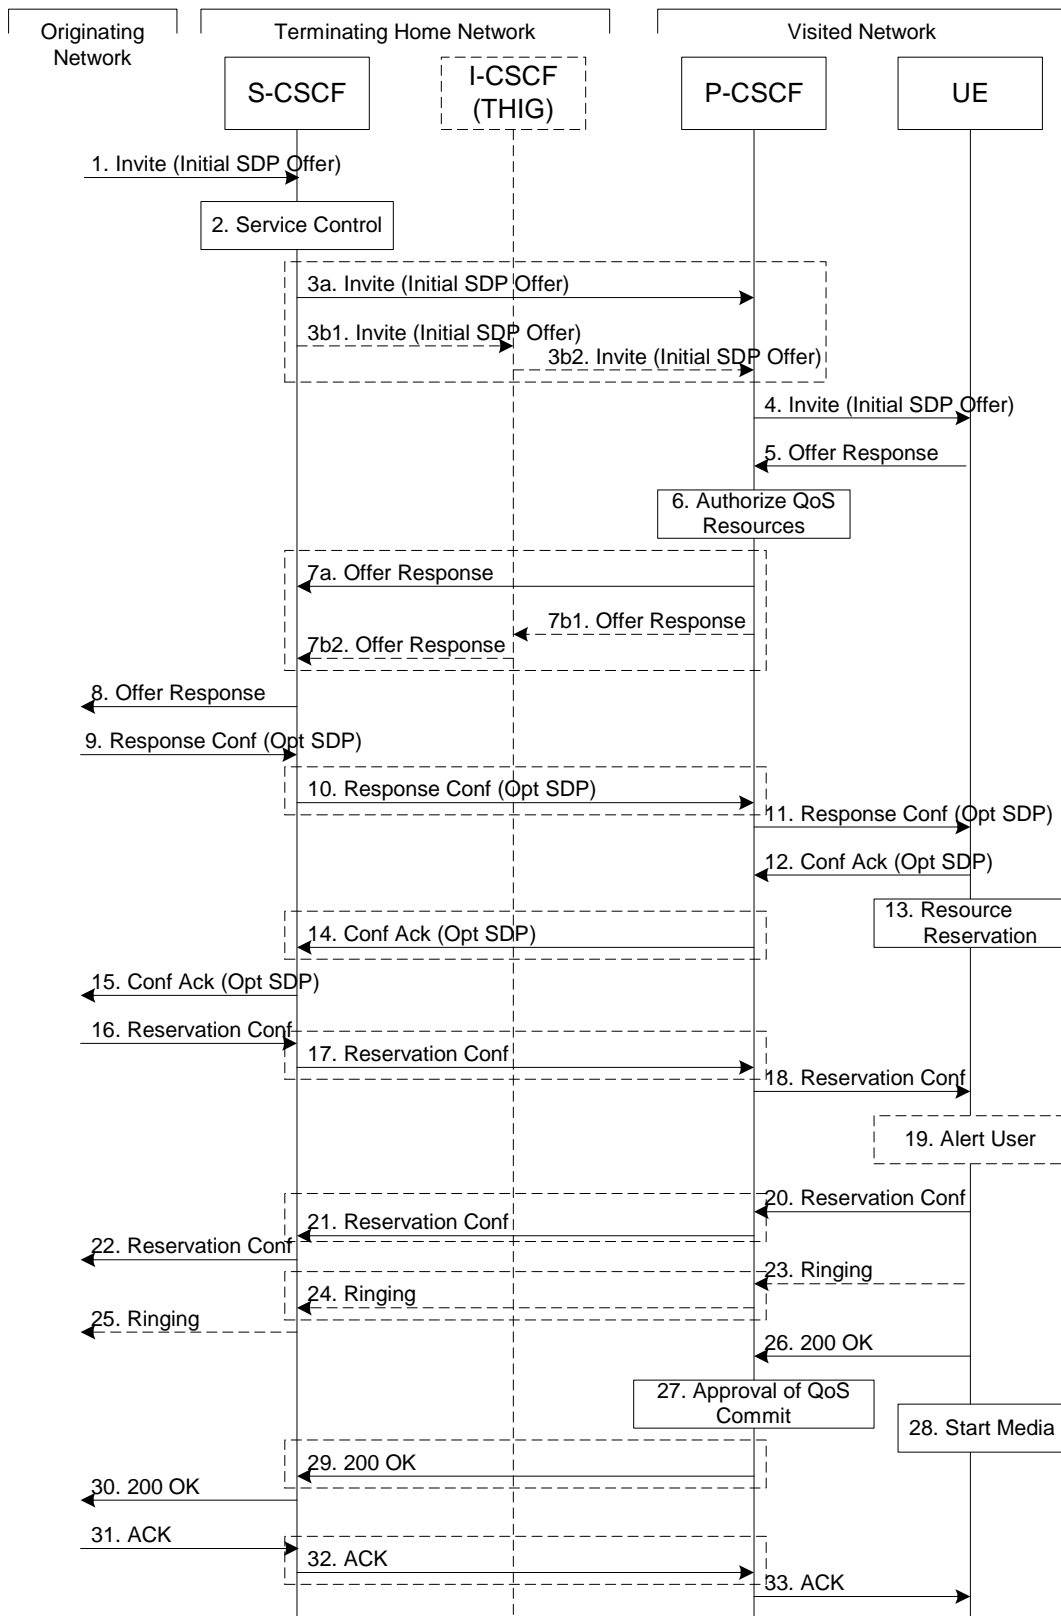 Originating
Network
Terminating Home Network
Visited Network
S-CSCF
I-CSCF
(THIG)
P-CSCF
UE
1. Invite (Initial SDP Offer)
2. Service Control
3a. Invite (Initial SDP Offer)
3b1. Invite (Initial SDP Offer)
3b2. Invite (Initial SDP Offer)
4. Invite (Initial SDP Offer)
5. Offer Response
6. Authorize QoS
Resources
7a. Offer Response
7b1. Offer Response
7b2. Offer Response
8. Offer Response
9. Response Conf (Opt SDP)
10. Response Conf (Opt SDP)
11. Response Conf (Opt SDP)
12. Conf Ack (Opt SDP)
13. Resource
Reservation
14. Conf Ack (Opt SDP)
15. Conf Ack (Opt SDP)
16. Reservation Conf
17. Reservation Conf
18. Reservation Conf
19. Alert User
20. Reservation Conf
21. Reservation Conf
22. Reservation Conf
23. Ringing
24. Ringing
25. Ringing
26. 200 OK
27. Approval of QoS
Commit
28. Start Media
29. 200 OK
30. 200 OK
31. ACK
32. ACK
33. ACK